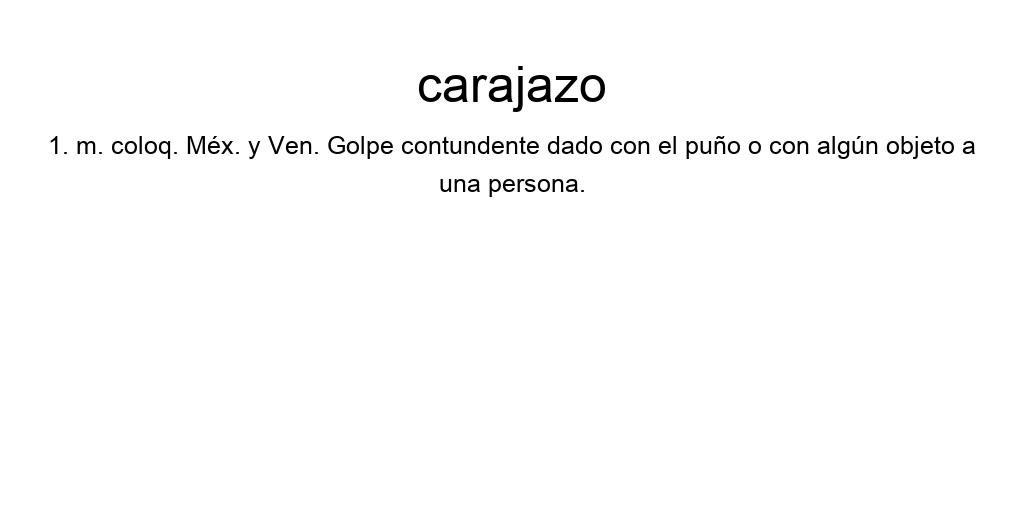 carajazo
1. m. coloq. Méx. y Ven. Golpe contundente dado con el puño o con algún objeto a
una persona.